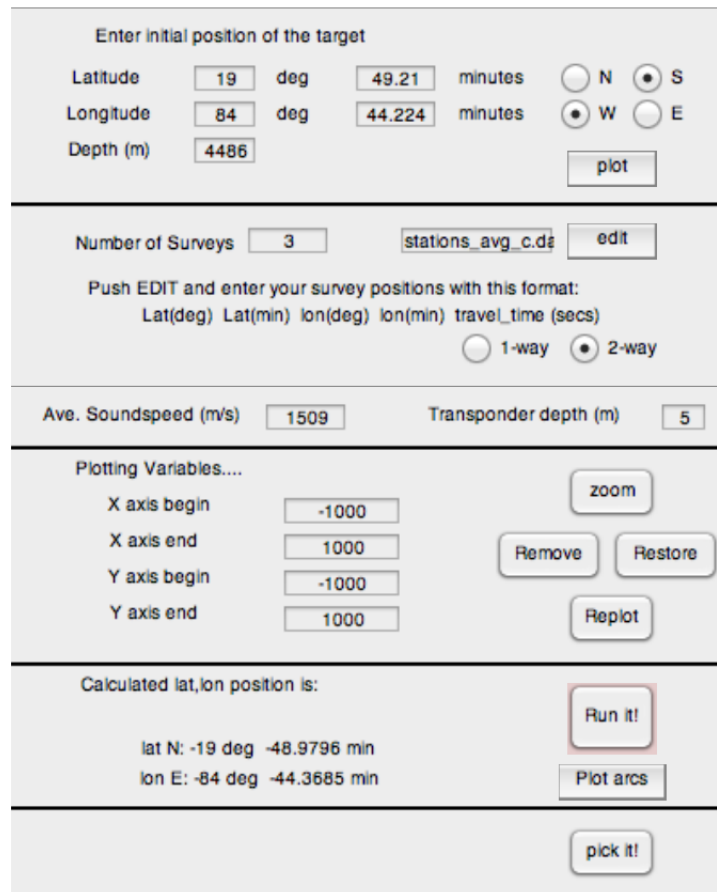 Enter initial position of the target
Latitude 19 deg 49.21 minutes N S
Longitude 84 deg 44.224 minutes W E
Depth (m) 4486
plot
Number of Surveys 3 stations_avg_c.da edit
Push EDIT and enter your survey positions with this format:
Lat(deg) Lat(min) lon(deg) lon(min) travel_time (secs)
1-way 2-way
Ave. Soundspeed (m/s) 1509 Transponder depth (m) 5
Plotting Variables....
zoom
X axis begin -1000
X axis end 1000
Remove Restore
Y axis begin -1000
Y axis end 1000
Replot
Calculated lat,lon position is:
Run it!
lat N: -19 deg -48.9796 min
lon E: -84 deg -44.3685 min
Plot arcs
pick it!